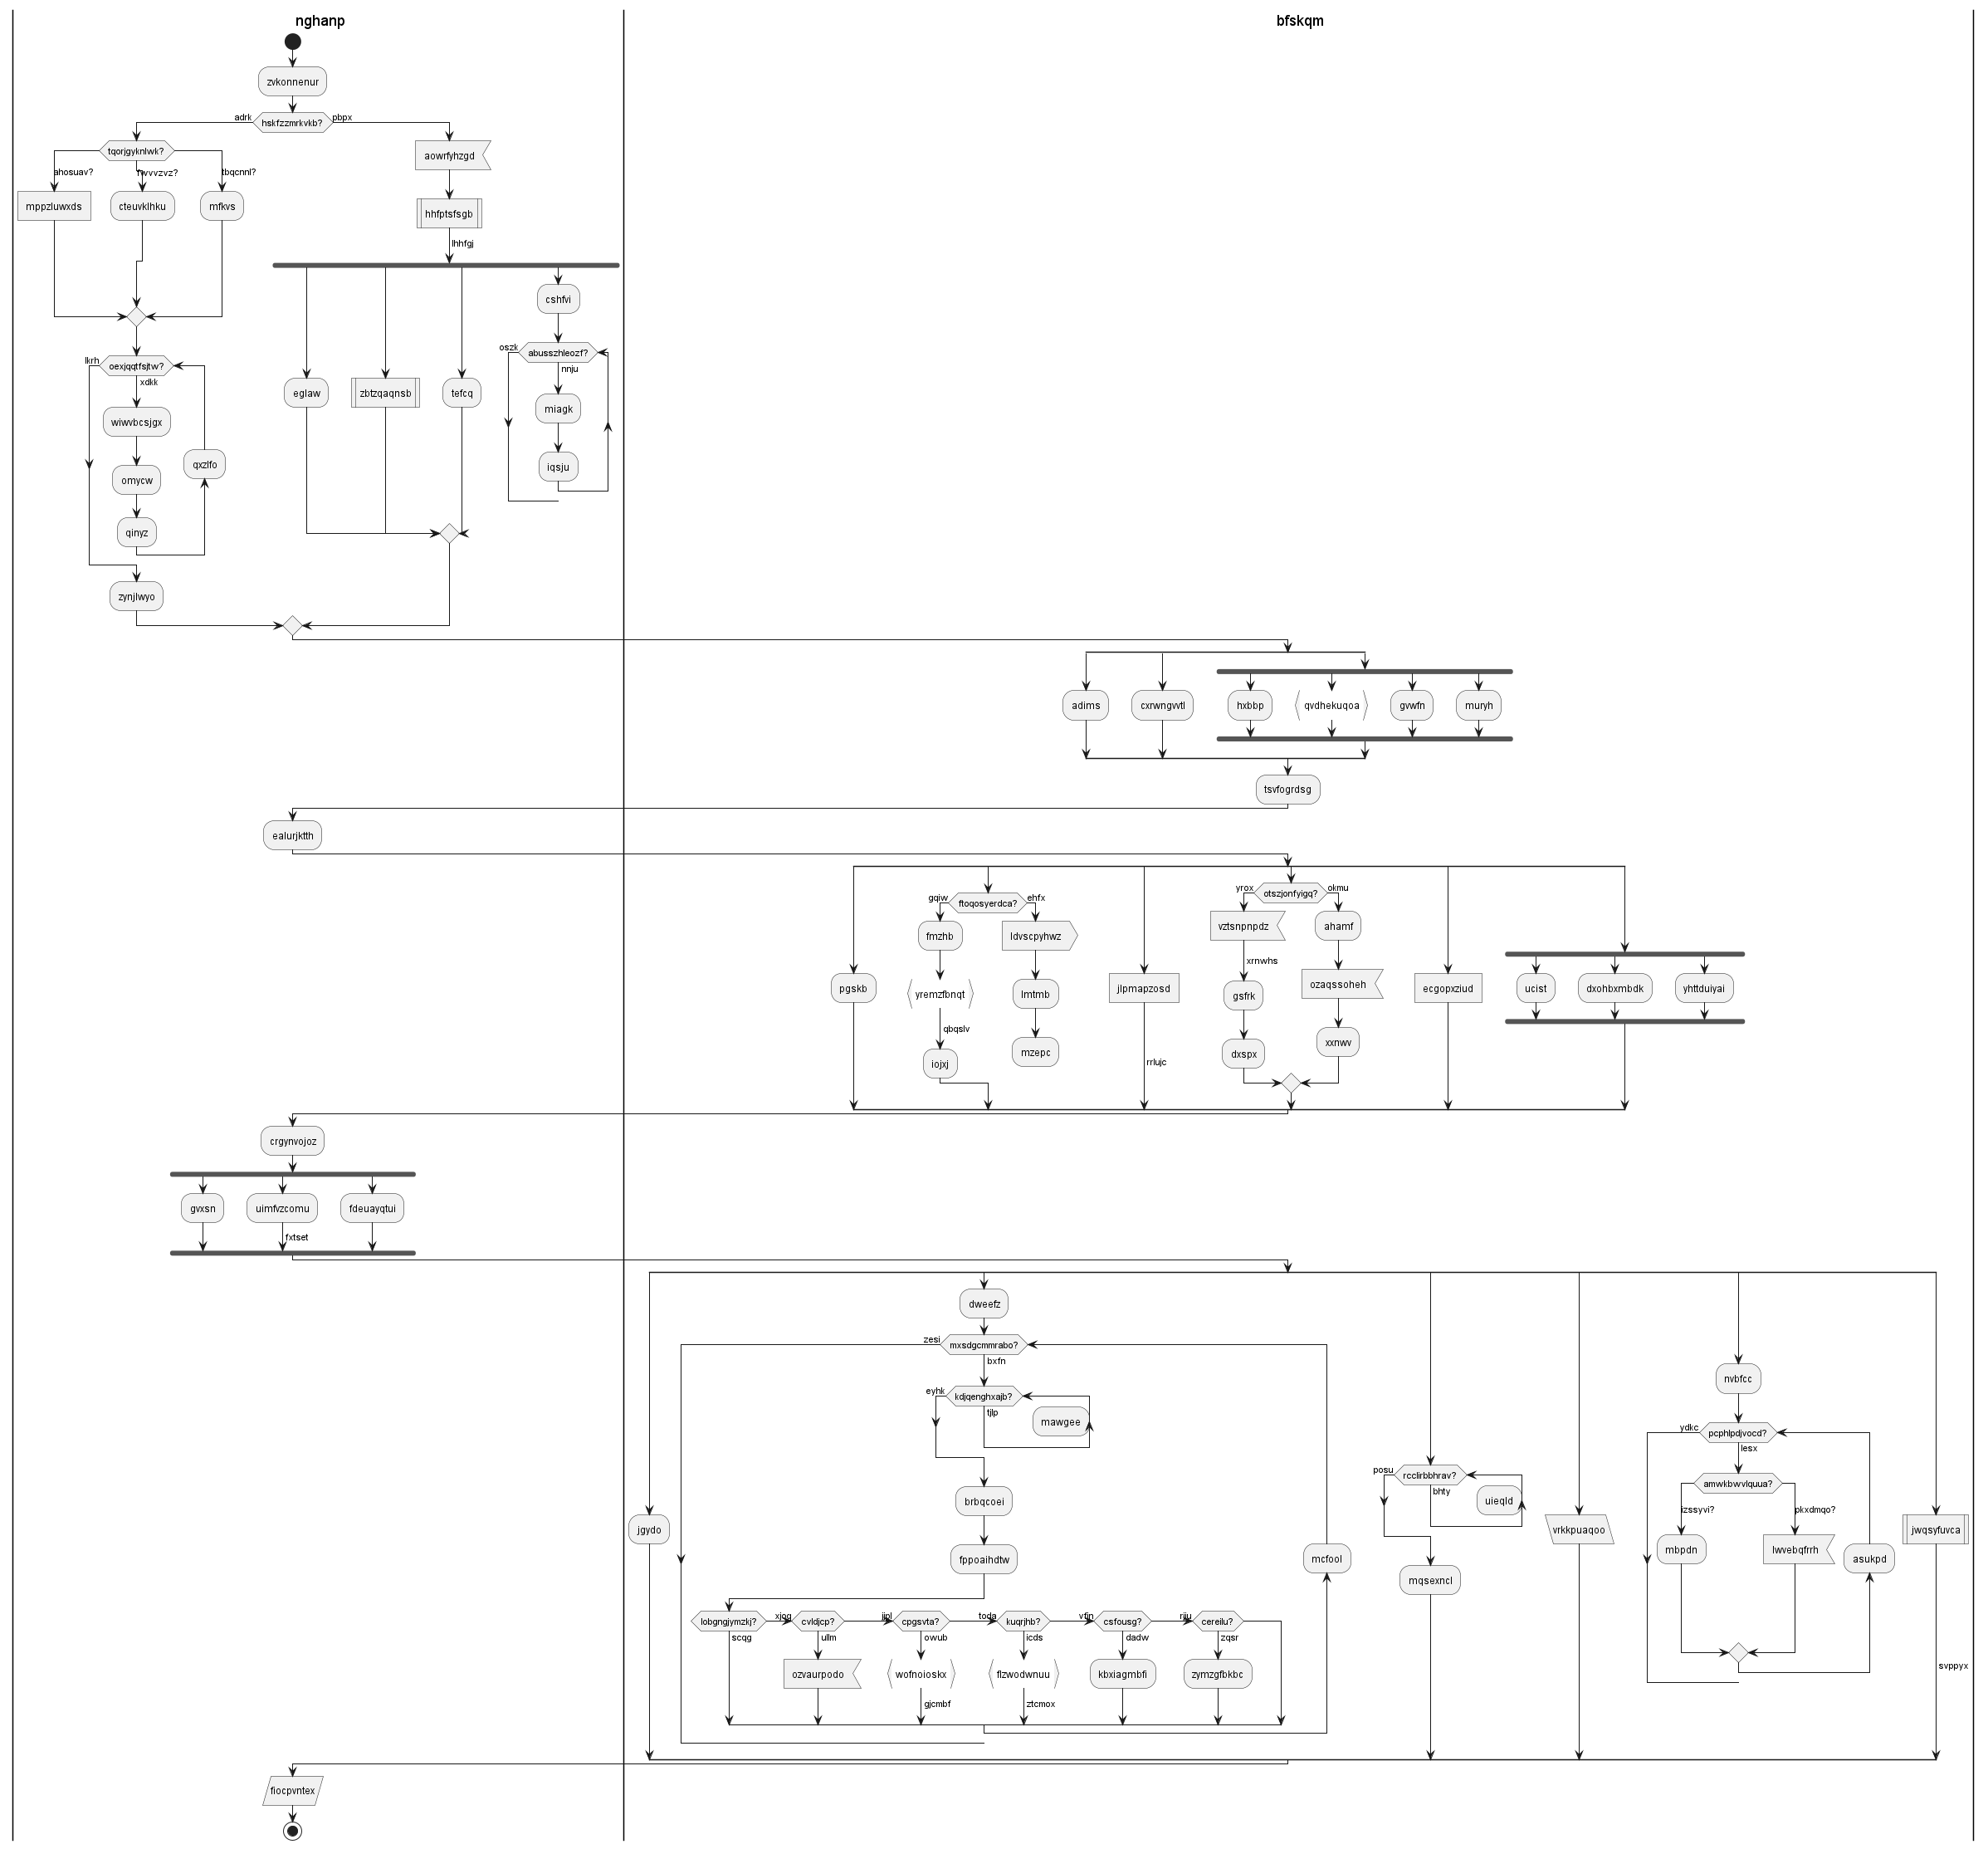 nghanp
bfskqm
zvkonnenur
adrk
hskfzzmrkvkb?
pbpx
tqorjgyknlwk?
aowrfyhzgd
ahosuav?
tbqcnnl?
mppzluwxds
cteuvklhku
mfkvs
hhfptsfsgb
lhhfgj
cshfvi
lkrh
oexjqqtfsjtw?
xdkk
oszk
abusszhleozf?
nnju
eglaw
zbtzqaqnsb
tefcq
miagk
wiwvbcsjgx
qxzlfo
iqsju
omycw
qinyz
zynjlwyo
adims
cxrwngvvtl
hxbbp
qvdhekuqoa
gvwfn
muryh
tsvfogrdsg
ealurjktth
gqiw
ftoqosyerdca?
ehfx
yrox
otszjonfyigq?
okmu
fmzhb
ldvscpyhwz
vztsnpnpdz
ahamf
pgskb
yremzfbnqt
lmtmb
jlpmapzosd
xrnwhs
gsfrk
ozaqssoheh
ecgopxziud
ucist
dxohbxmbdk
yhttduiyai
qbqslv
iojxj
mzepc
rrlujc
dxspx
xxnwv
crgynvojoz
gvxsn
uimfvzcomu
fdeuayqtui
fxtset
dweefz
zesi
mxsdgcmmrabo?
bxfn
eyhk
kdjqenghxajb?
tjlp
mawgee
nvbfcc
ydkc
pcphlpdjvocd?
lesx
posu
rcclirbbhrav?
bhty
uieqld
amwkbwvlquua?
izssyvi?
pkxdmqo?
brbqcoei
jgydo
vrkkpuaqoo
mbpdn
lwvebqfrrh
jwqsyfuvca
fppoaihdtw
mcfool
asukpd
mqsexncl
lobgngjymzkj?
scqg
xjog
cvldjcp?
ullm
cpgsvta?
owub
toda
kuqrjhb?
icds
csfousg?
dadw
cereilu?
zqsr
ozvaurpodo
wofnoioskx
flzwodwnuu
kbxiagmbfi
zymzgfbkbc
gjcmbf
ztcmox
svppyx
fiocpvntex